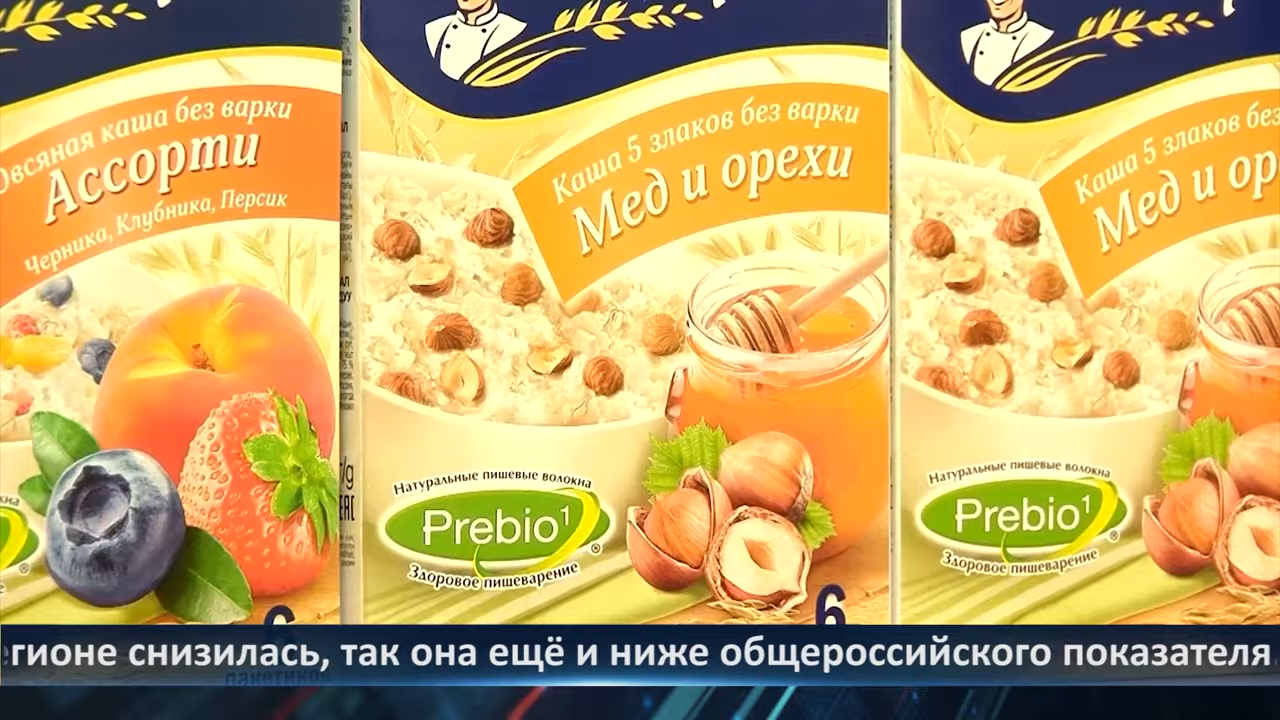 Овсяная каша без варки
Ассорти
Черника, Клубника, Персик
Каша 5 злаков без варки
Мед и орехи
Натуральные пищевые волокна
Prebio¹
®
Здоровое пищеварение
6
Каша 5 злаков без
Мед и ор
Натуральные пищевые волокна
Prebio¹
®
Здоровое пищеварение
6
пакетиков
егионе снизилась, так она ещё и ниже общероссийского показателя